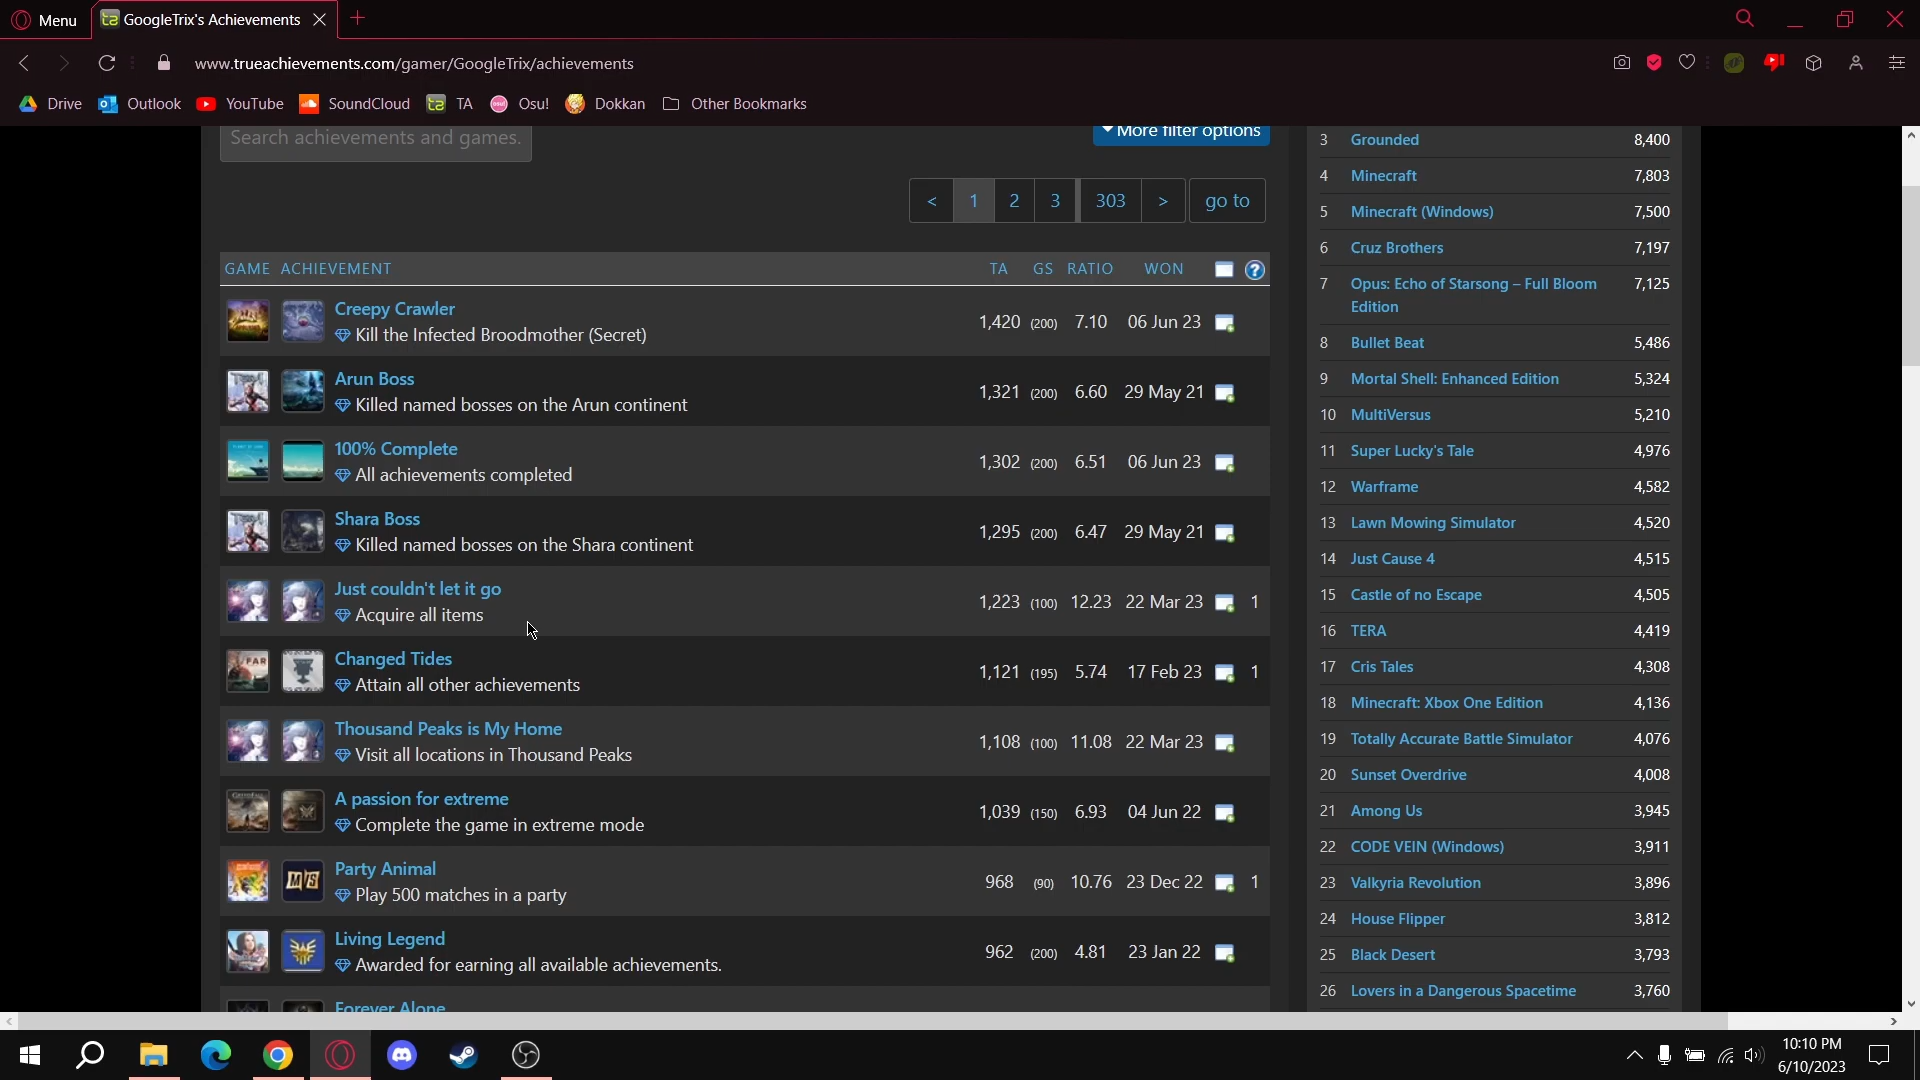 Menu
GoogleTrix's Achievements
www.trueachievements.com/gamer/GoogleTrix/achievements
Drive Outlook YouTube SoundCloud TA Osu! Dokkan Other Bookmarks
Search achievements and games.
More filter options
< 1 2 3 303 > go to
GAME ACHIEVEMENT TA GS RATIO WON
Creepy Crawler
Kill the Infected Broodmother (Secret)
1,420 (200) 7.10 06 Jun 23
Arun Boss
Killed named bosses on the Arun continent
1,321 (200) 6.60 29 May 21
100% Complete
All achievements completed
1,302 (200) 6.51 06 Jun 23
Shara Boss
Killed named bosses on the Shara continent
1,295 (200) 6.47 29 May 21
Just couldn't let it go
Acquire all items
1,223 (100) 12.23 22 Mar 23 1
Changed Tides
Attain all other achievements
1,121 (195) 5.74 17 Feb 23 1
Thousand Peaks is My Home
Visit all locations in Thousand Peaks
1,108 (100) 11.08 22 Mar 23
A passion for extreme
Complete the game in extreme mode
1,039 (150) 6.93 04 Jun 22
Party Animal
Play 500 matches in a party
968 (90) 10.76 23 Dec 22 1
Living Legend
Awarded for earning all available achievements.
962 (200) 4.81 23 Jan 22
Forever Alone
3 Grounded 8,400
4 Minecraft 7,803
5 Minecraft (Windows) 7,500
6 Cruz Brothers 7,197
7 Opus: Echo of Starsong – Full Bloom 7,125
Edition
8 Bullet Beat 5,486
9 Mortal Shell: Enhanced Edition 5,324
10 MultiVersus 5,210
11 Super Lucky's Tale 4,976
12 Warframe 4,582
13 Lawn Mowing Simulator 4,520
14 Just Cause 4 4,515
15 Castle of no Escape 4,505
16 TERA 4,419
17 Cris Tales 4,308
18 Minecraft: Xbox One Edition 4,136
19 Totally Accurate Battle Simulator 4,076
20 Sunset Overdrive 4,008
21 Among Us 3,945
22 CODE VEIN (Windows) 3,911
23 Valkyria Revolution 3,896
24 House Flipper 3,812
25 Black Desert 3,793
26 Lovers in a Dangerous Spacetime 3,760
10:10 PM
6/10/2023